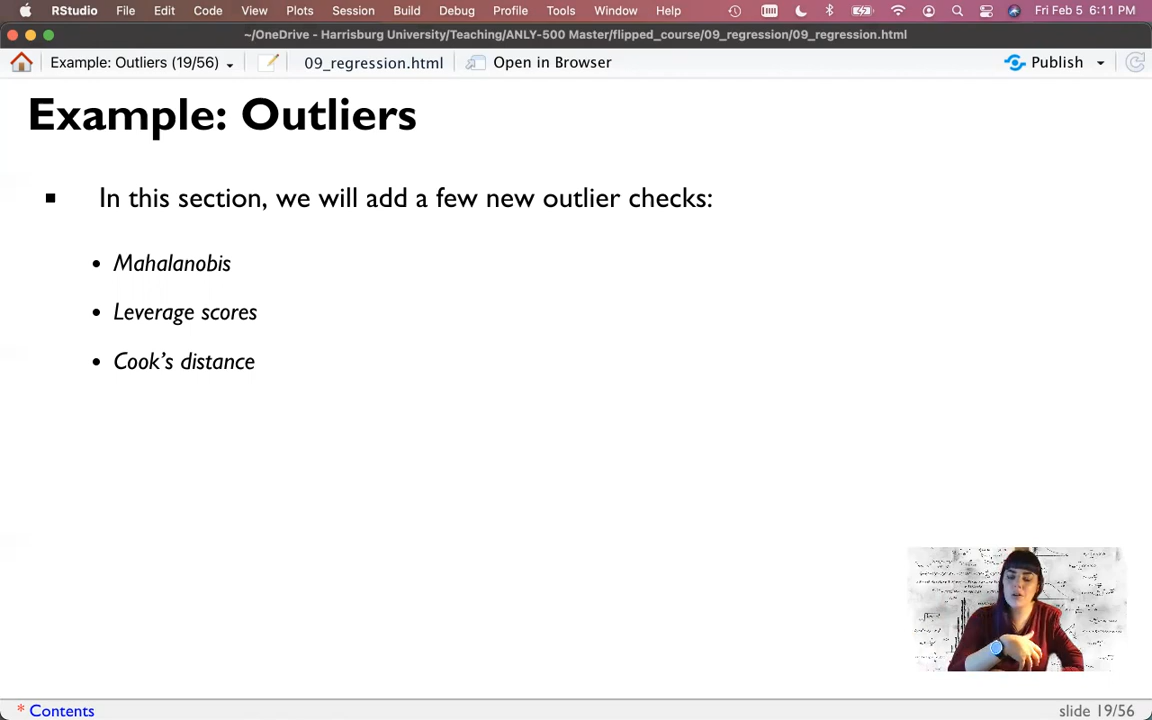 RStudio File Edit Code View Plots Session Build Debug Profile Tools Window Help Fri Feb 5 6:11 PM
~/OneDrive - Harrisburg University/Teaching/ANLY-500 Master/flipped_course/09_regression/09_regression.html
Example: Outliers (19/56) 09_regression.html Open in Browser Publish
Example: Outliers
In this section, we will add a few new outlier checks:
Mahalanobis
Leverage scores
Cook's distance
* Contents slide 19/56